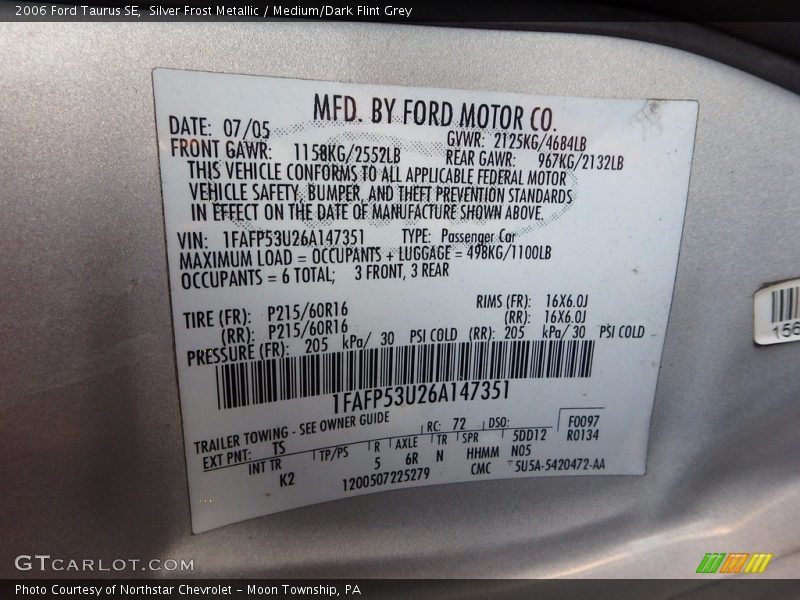 2006 Ford Taurus SE,  Silver Frost Metallic / Medium/Dark Flint Grey
MFD. BY FORD MOTOR CO.
DATE: 07/05 GVWR: 2125KG/4684LB
FRONT GAWR: 1158KG/2552LB REAR GAWR: 967KG/2132LB
THIS VEHICLE CONFORMS TO ALL APPLICABLE FEDERAL MOTOR
VEHICLE SAFETY, BUMPER, AND THEFT PREVENTION STANDARDS
IN EFFECT ON THE DATE OF MANUFACTURE SHOWN ABOVE.
VIN: 1FAFP53U26A147351 TYPE: Passenger Car
MAXIMUM LOAD = OCCUPANTS + LUGGAGE = 498KG/1100LB
OCCUPANTS = 6 TOTAL; 3 FRONT, 3 REAR
TIRE (FR): P215/60R16 RIMS (FR): 16X6.0J
(RR): P215/60R16 (RR): 16X6.0J
PRESSURE (FR): 205 kPa/ 30 PSI COLD (RR): 205 kPa/ 30 PSI COLD
1FAFP53U26A147351
TRAILER TOWING - SEE OWNER GUIDE RC: 72 DSO: F0097
EXT PNT: TS 5DD12 R0134
INT TR TP/PS R AXLE TR SPR N05
K2 5 6R N HHMM
1200507225279 CMC 5U5A-5420472-AA
156
GTCARLOT.COM
Photo Courtesy of Northstar Chevrolet - Moon Township, PA